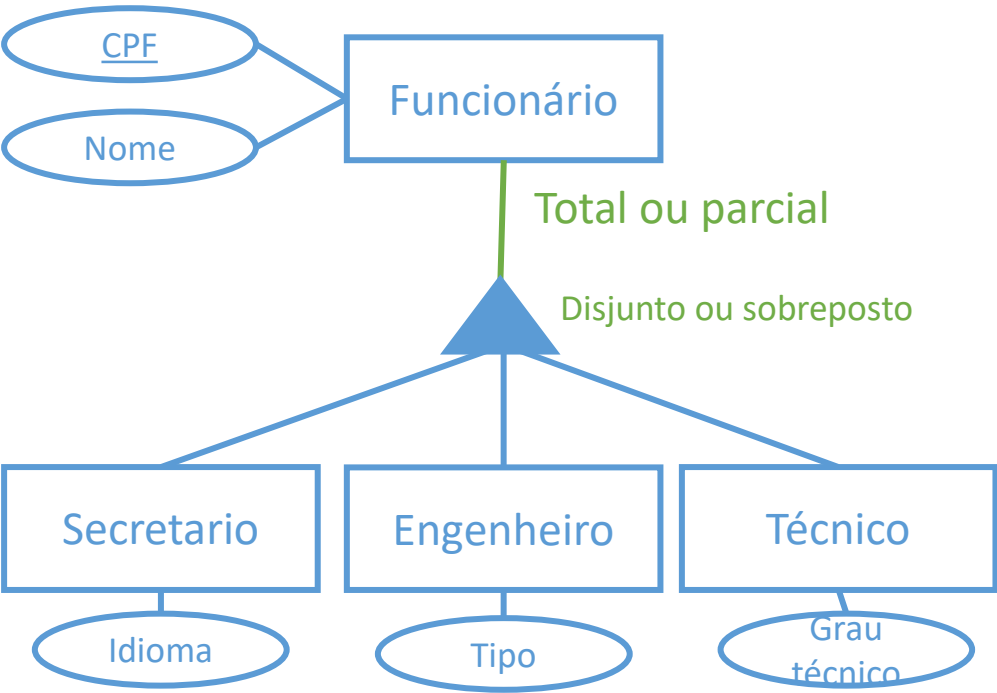 CPF
Funcionário
Nome
Total ou parcial
Disjunto ou sobreposto
Secretario
Engenheiro
Técnico
Idioma
Tipo
Grau
técnico